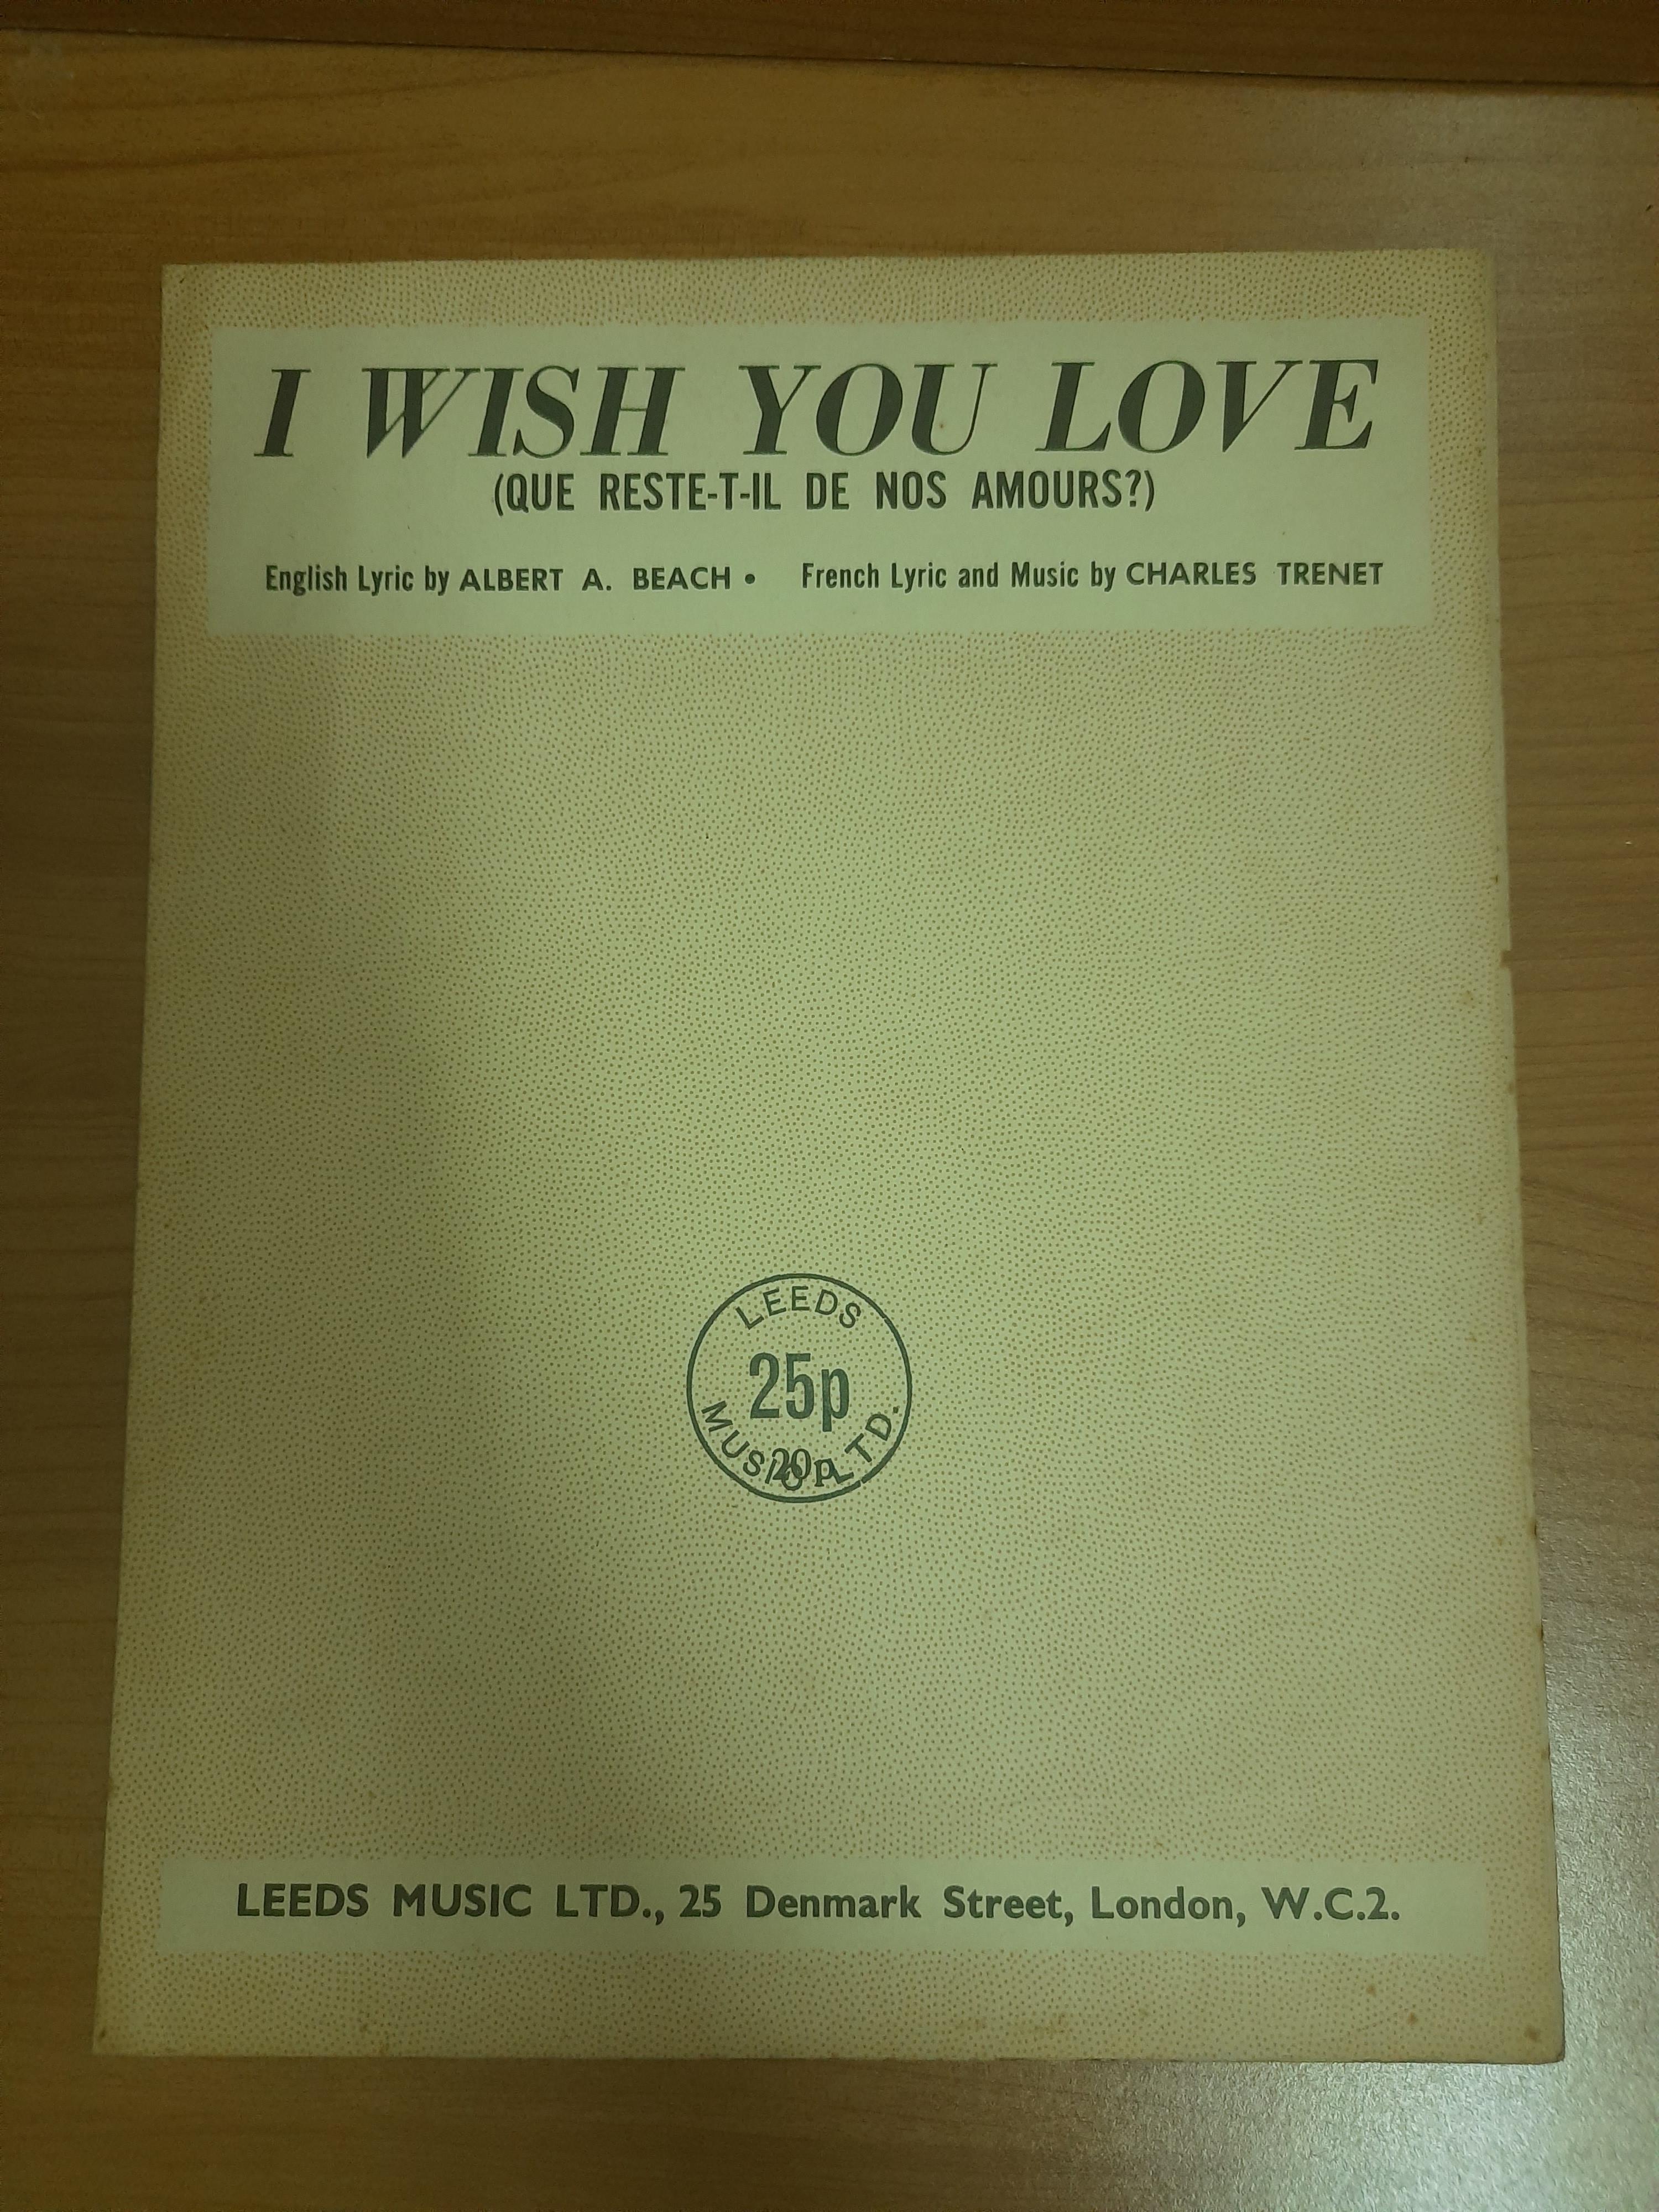 I WISH YOU LOVE
(QUE RESTE-T-IL DE NOS AMOURS?)
English Lyric by ALBERT A. BEACH • French Lyric and Music by CHARLES TRENET
LEEDS
25p
MUSIC LTD.
20p
LEEDS MUSIC LTD., 25 Denmark Street, London, W.C.2.